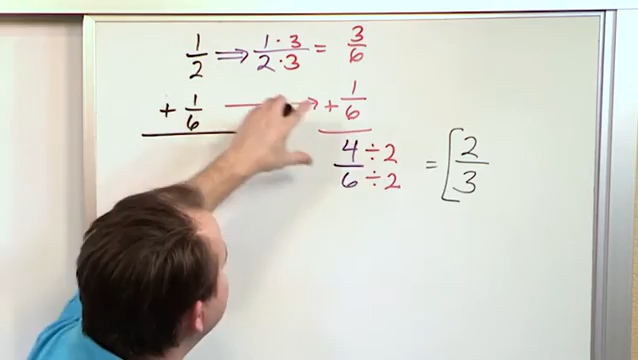 1/2 ⇒ 1·3/2·3 = 3/6
+ 1/6 → + 1/6
4/6 ÷2/÷2 = [2/3